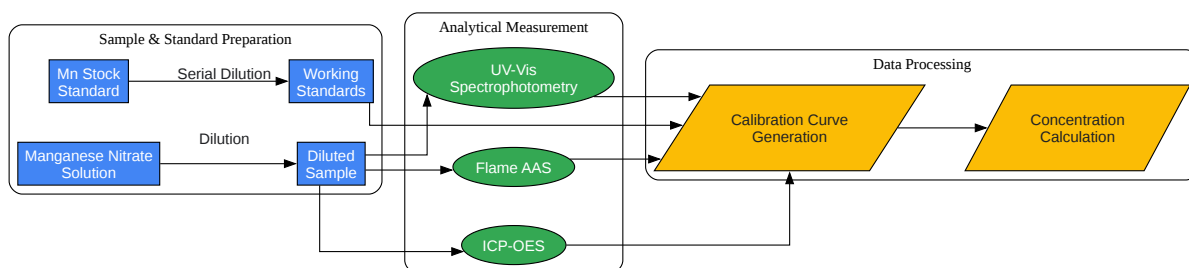 Sample & Standard Preparation
Mn Stock
Standard
Serial Dilution
Working
Standards
Manganese Nitrate
Solution
Dilution
Diluted
Sample
Analytical Measurement
UV-Vis
Spectrophotometry
Flame AAS
ICP-OES
Data Processing
Calibration Curve
Generation
Concentration
Calculation